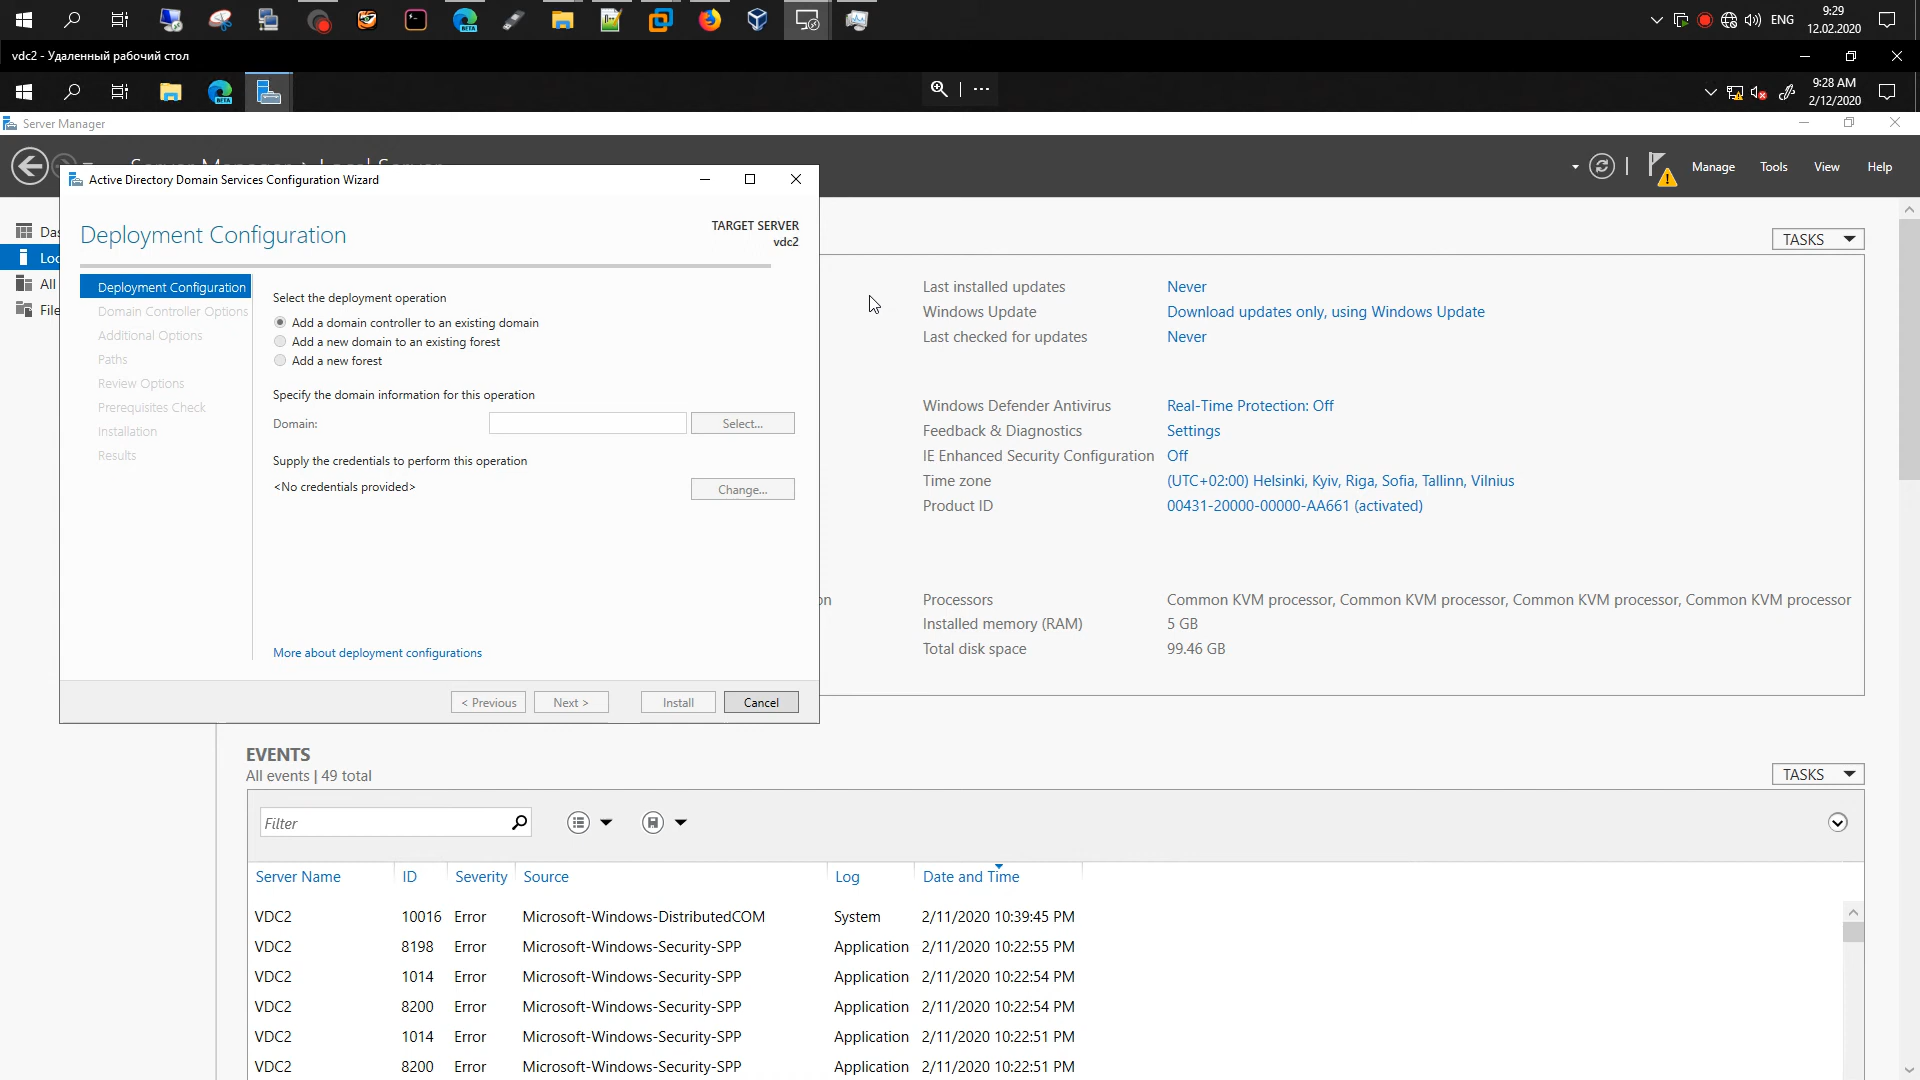 ENG
9:29
12.02.2020
vdc2 - Удаленный рабочий стол
9:28 AM
2/12/2020
Server Manager
Manage
Tools
View
Help
Active Directory Domain Services Configuration Wizard
Deployment Configuration
TARGET SERVER
vdc2
Deployment Configuration
Domain Controller Options
Additional Options
Paths
Review Options
Prerequisites Check
Installation
Results
Select the deployment operation
Add a domain controller to an existing domain
Add a new domain to an existing forest
Add a new forest
Specify the domain information for this operation
Domain:
Select...
Supply the credentials to perform this operation
<No credentials provided>
Change...
More about deployment configurations
< Previous
Next >
Install
Cancel
All
TASKS
Last installed updates Never
Windows Update Download updates only, using Windows Update
Last checked for updates Never
Windows Defender Antivirus Real-Time Protection: Off
Feedback & Diagnostics Settings
IE Enhanced Security Configuration Off
Time zone (UTC+02:00) Helsinki, Kyiv, Riga, Sofia, Tallinn, Vilnius
Product ID 00431-20000-00000-AA661 (activated)
Processors Common KVM processor, Common KVM processor, Common KVM processor, Common KVM processor
Installed memory (RAM) 5 GB
Total disk space 99.46 GB
EVENTS
All events | 49 total
TASKS
Filter
Server Name ID Severity Source Log Date and Time
VDC2 10016 Error Microsoft-Windows-DistributedCOM System 2/11/2020 10:39:45 PM
VDC2 8198 Error Microsoft-Windows-Security-SPP Application 2/11/2020 10:22:55 PM
VDC2 1014 Error Microsoft-Windows-Security-SPP Application 2/11/2020 10:22:54 PM
VDC2 8200 Error Microsoft-Windows-Security-SPP Application 2/11/2020 10:22:54 PM
VDC2 1014 Error Microsoft-Windows-Security-SPP Application 2/11/2020 10:22:51 PM
VDC2 8200 Error Microsoft-Windows-Security-SPP Application 2/11/2020 10:22:51 PM